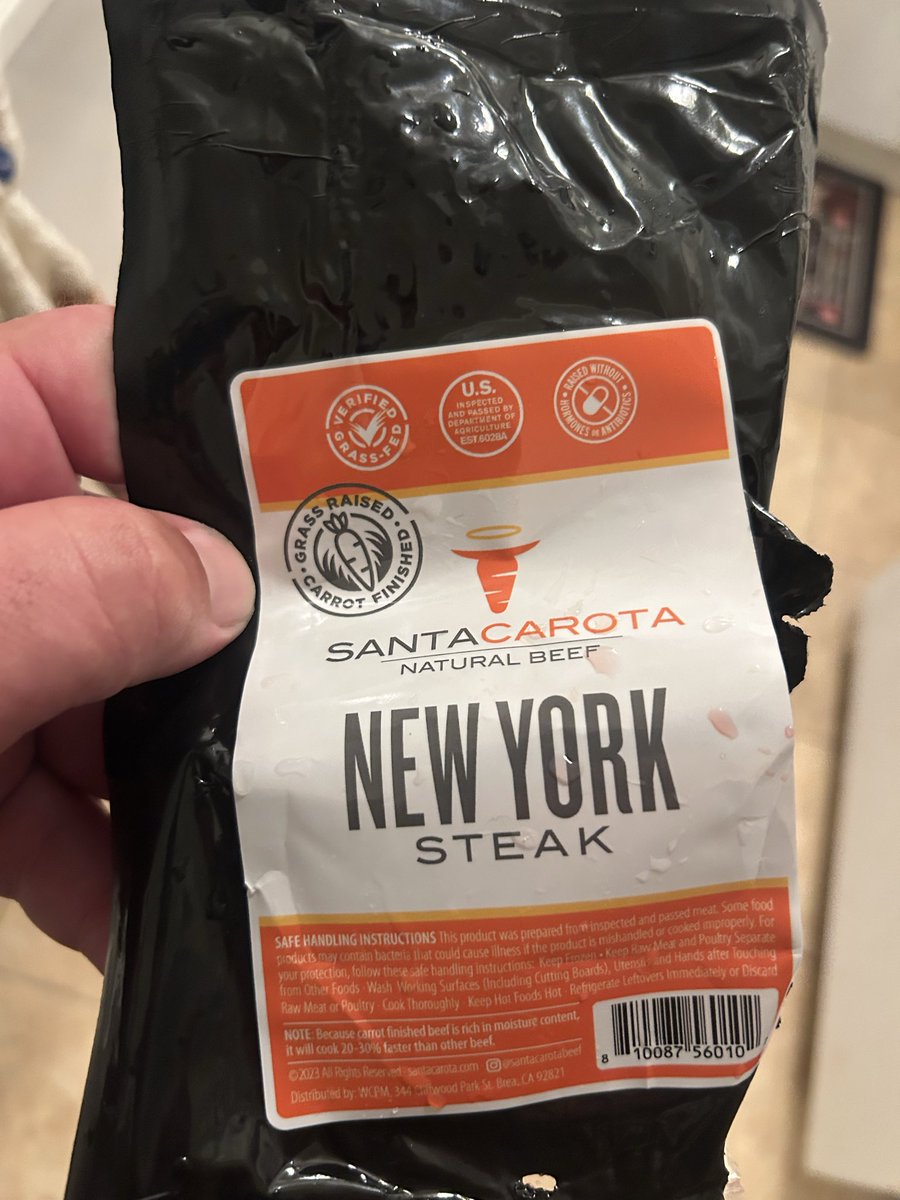 VERIFIED GRASS-FED
U.S.
INSPECTED
AND PASSED BY
DEPARTMENT OF
AGRICULTURE
EST.6028A
RAISED WITHOUT HORMONES OR ANTIBIOTICS
GRASS RAISED • CARROT FINISHED •
SANTACAROTA
NATURAL BEEF
NEW YORK
STEAK
SAFE HANDLING INSTRUCTIONS This product was prepared from inspected and passed meat. Some food
products may contain bacteria that could cause illness if the product is mishandled or cooked improperly. For
your protection, follow these safe handling instructions: Keep Frozen • Keep Raw Meat and Poultry Separate
from Other Foods · Wash Working Surfaces (Including Cutting Boards), Utensils and Hands after Touching
Raw Meat or Poultry · Cook Thoroughly · Keep Hot Foods Hot · Refrigerate Leftovers Immediately or Discard
NOTE: Because carrot finished beef is rich in moisture content,
it will cook 20-30% faster than other beef.
©2023 All Rights Reserved · santacarota.com @santacarotabeef
Distributed by: WCPM, 344 Oatwood Park St. Brea, CA 92821
8 10087 56010